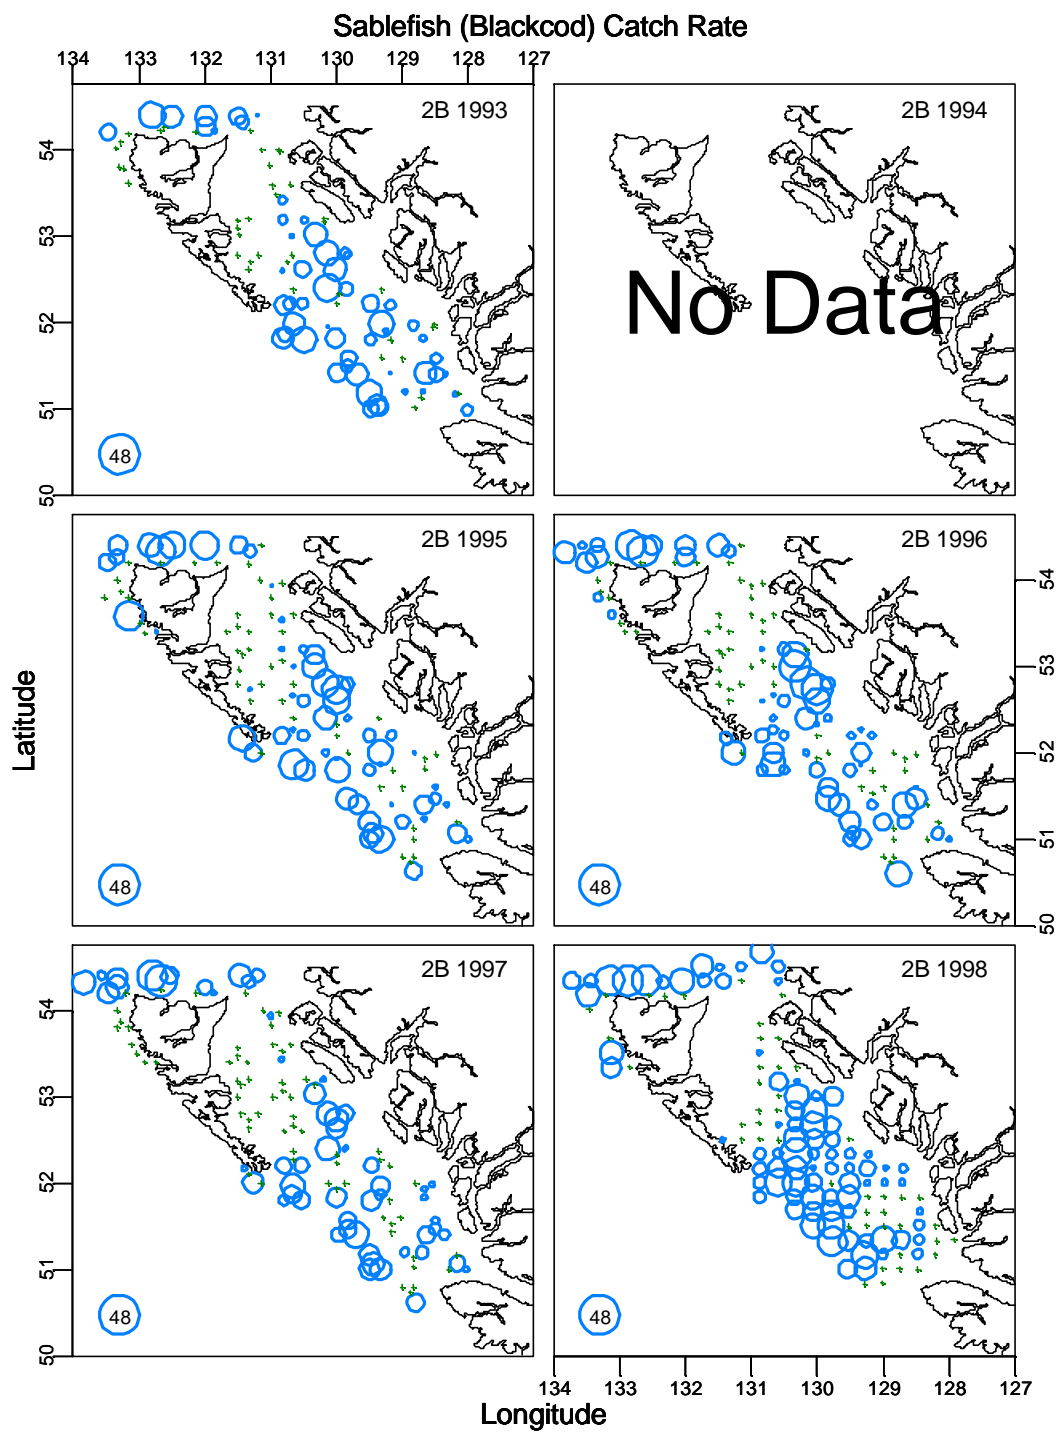 Sablefish (Blackcod) Catch Rate
134 133 132 131 130 129 128 127
2B 1993
2B 1994
54
53
52
51
50
No Data
48
2B 1995
2B 1996
54
53
52
51
50
Latitude
48
48
2B 1997
2B 1998
54
53
52
51
50
48
48
134 133 132 131 130 129 128 127
Longitude